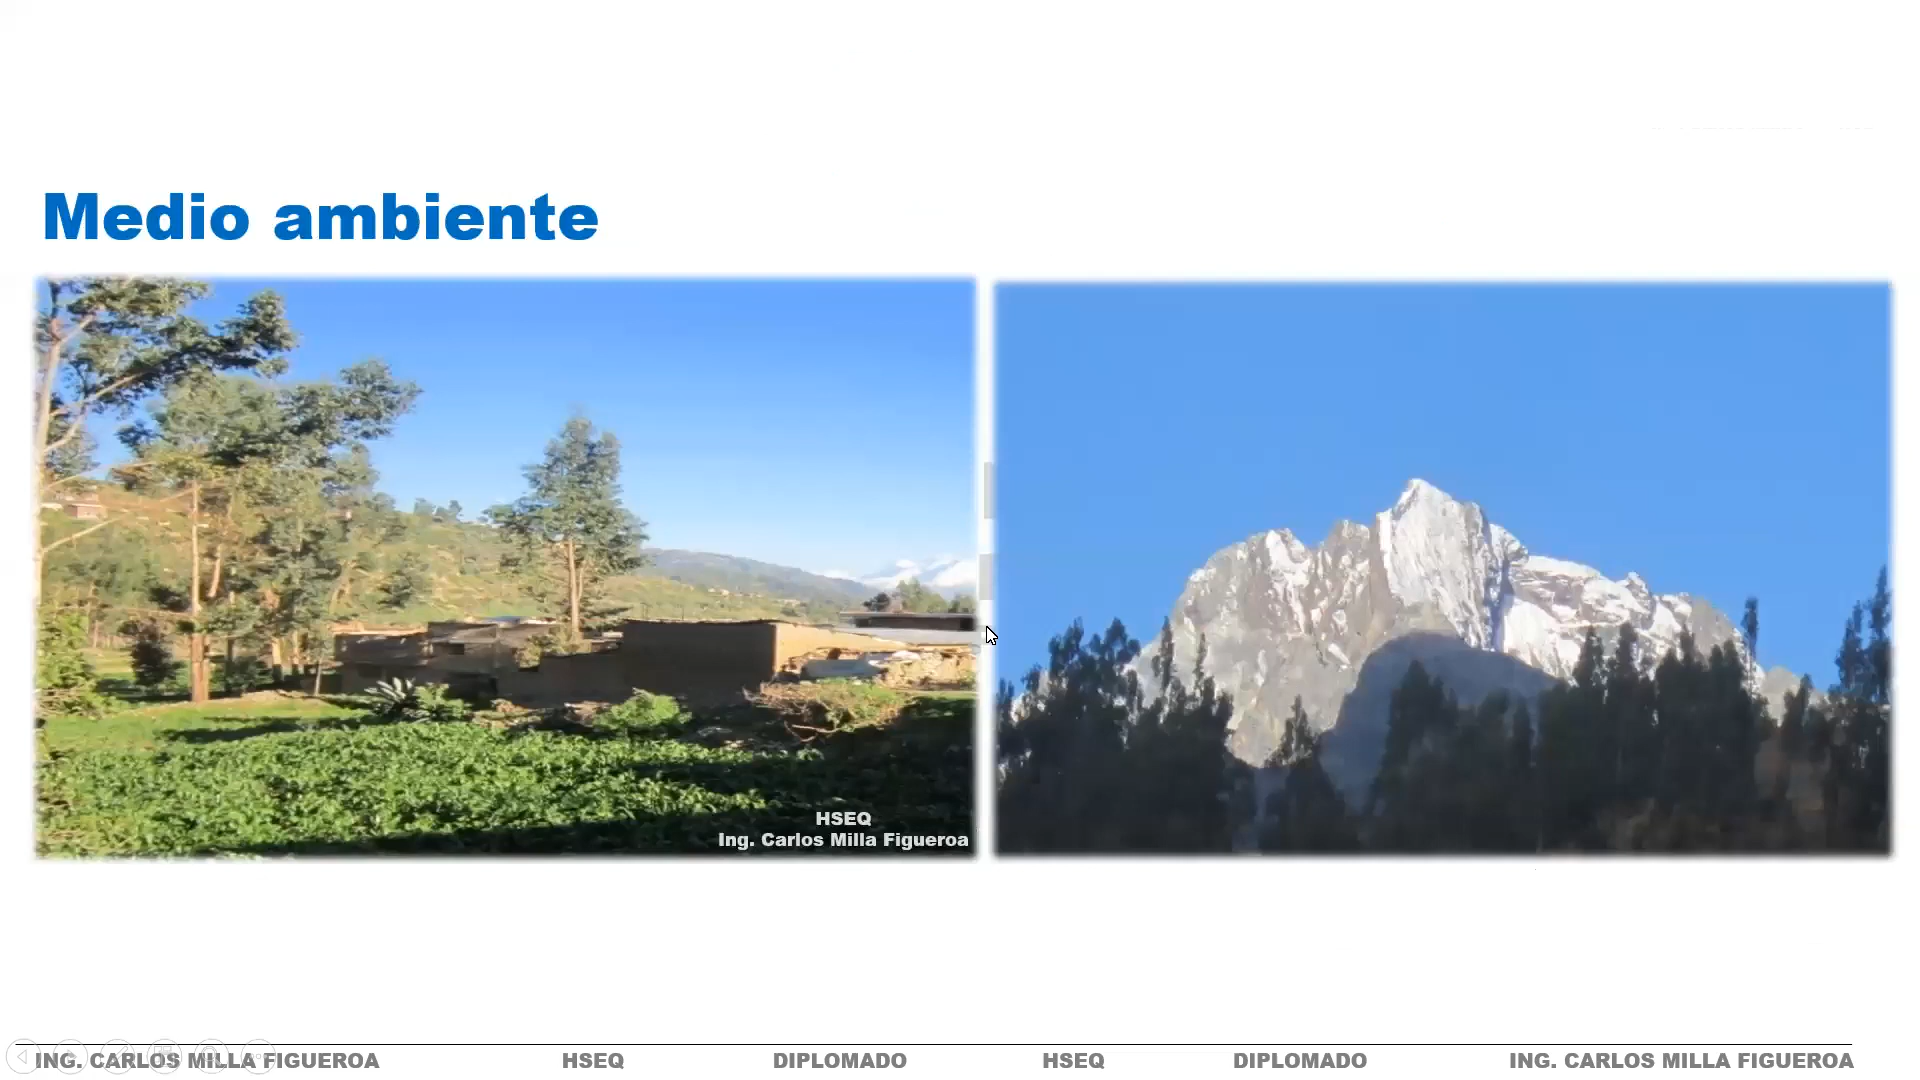 Medio ambiente
HSEQ
Ing. Carlos Milla Figueroa
ING. CARLOS MILLA FIGUEROA HSEQ DIPLOMADO HSEQ DIPLOMADO ING. CARLOS MILLA FIGUEROA